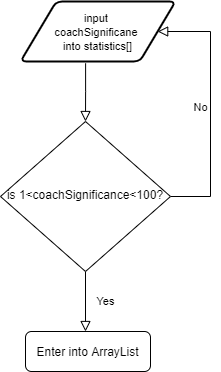 input
coachSignificane
into statistics[]
No
is 1<coachSignificance<100?
Yes
Enter into ArrayList